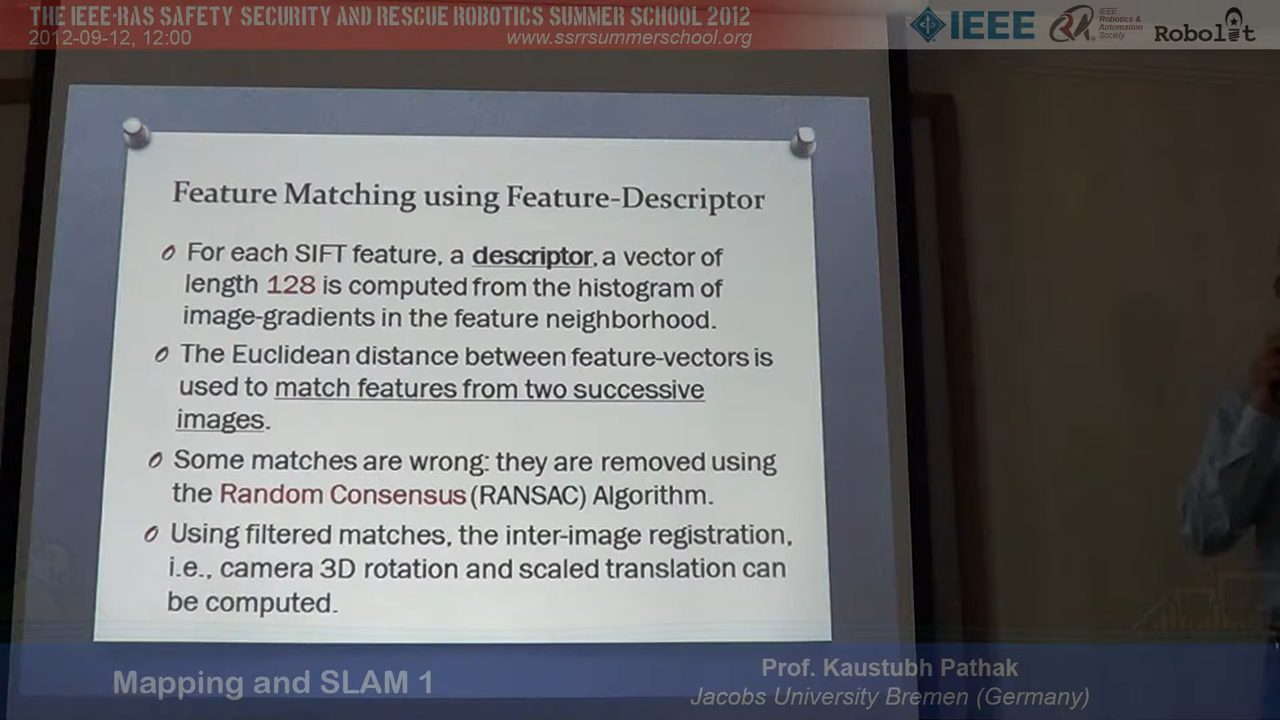 THE IEEE-RAS SAFETY SECURITY AND RESCUE ROBOTICS SUMMER SCHOOL 2012
2012-09-12, 12:00
www.ssrrsummerschool.org
IEEE
IEEE
Robotics &
Automation
Society
Robolit
Feature Matching using Feature-Descriptor
For each SIFT feature, a descriptor, a vector of
length 128 is computed from the histogram of
image-gradients in the feature neighborhood.
The Euclidean distance between feature-vectors is
used to match features from two successive
images.
Some matches are wrong: they are removed using
the Random Consensus (RANSAC) Algorithm.
Using filtered matches, the inter-image registration,
i.e., camera 3D rotation and scaled translation can
be computed.
Mapping and SLAM 1
Prof. Kaustubh Pathak
Jacobs University Bremen (Germany)